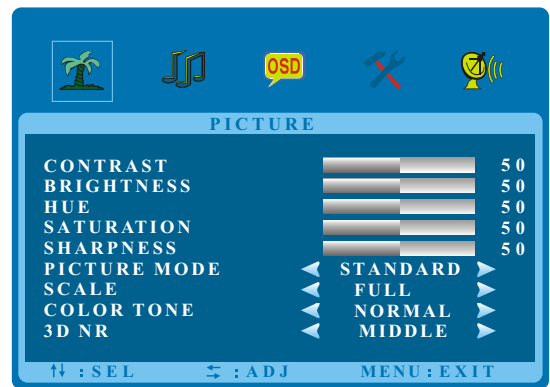 OSD
PICTURE
CONTRAST 50
BRIGHTNESS 50
HUE 50
SATURATION 50
SHARPNESS 50
PICTURE MODE STANDARD
SCALE FULL
COLOR TONE NORMAL
3D NR MIDDLE
↑↓ : SEL ⇆ : ADJ MENU : EXIT